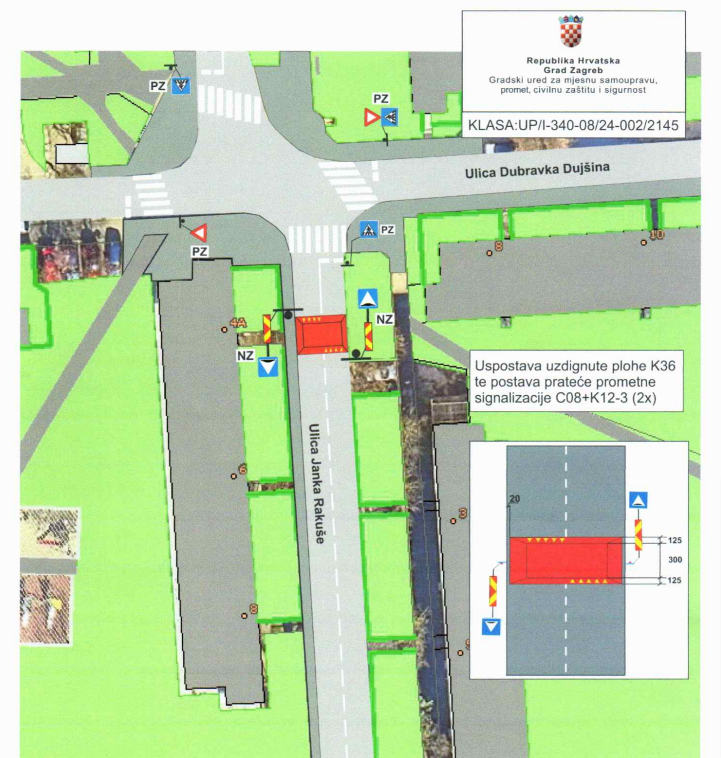 Republika Hrvatska
Grad Zagreb
Gradski ured za mjesnu samoupravu,
promet, civilnu zaštitu i sigurnost
KLASA:UP/I-340-08/24-002/2145
PZ
PZ
Ulica Dubravka Dujšina
PZ
PZ
8
10
4A
NZ
NZ
Uspostava uzdignute plohe K36
te postava prateće prometne
signalizacije C08+K12-3 (2x)
Ulica Janka Rakuše
6
3
8
20
125
300
125